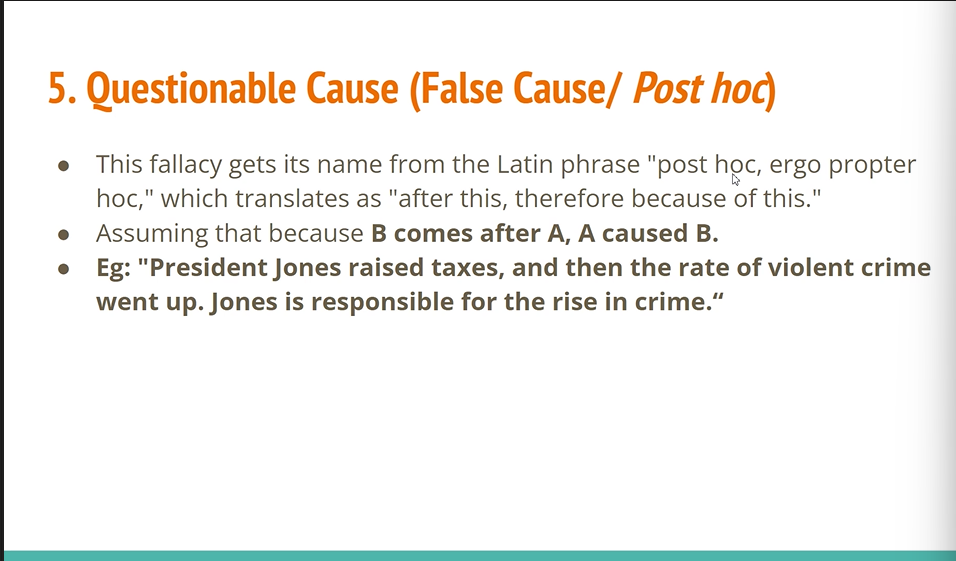 5. Questionable Cause (False Cause/ Post hoc)
● This fallacy gets its name from the Latin phrase "post hoc, ergo propter
hoc," which translates as "after this, therefore because of this."
● Assuming that because B comes after A, A caused B.
● Eg: "President Jones raised taxes, and then the rate of violent crime
went up. Jones is responsible for the rise in crime.“